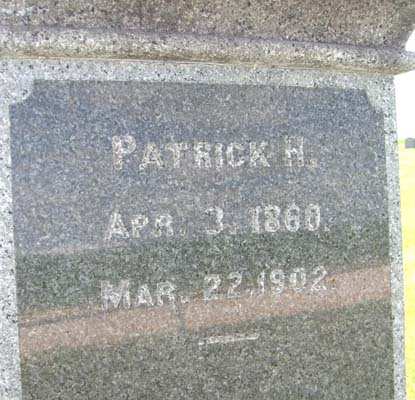 PATRICK H.
APR. 3, 1860.
MAR. 22, 1902.